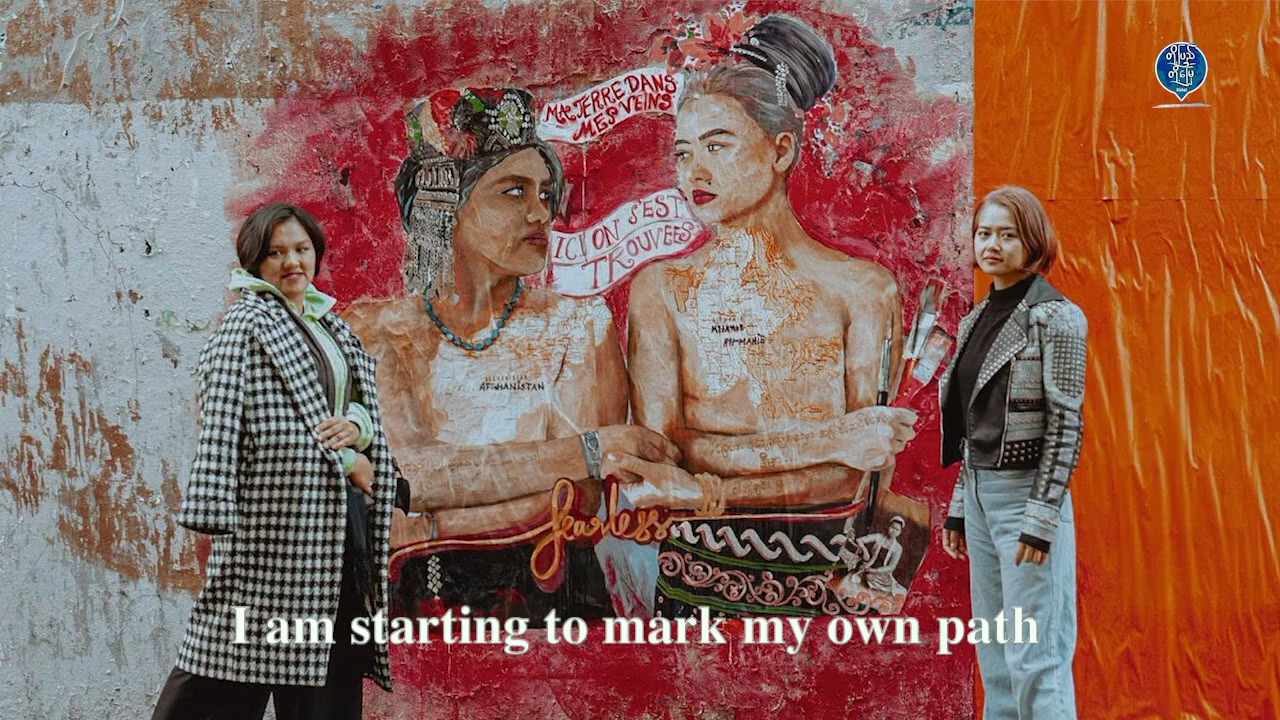 MA TERRE DANS
MES VEINS
ICI ON S'EST
TROUVÉES
AFGHANISTAN
MYANMAR
fearless
I am starting to mark my own path